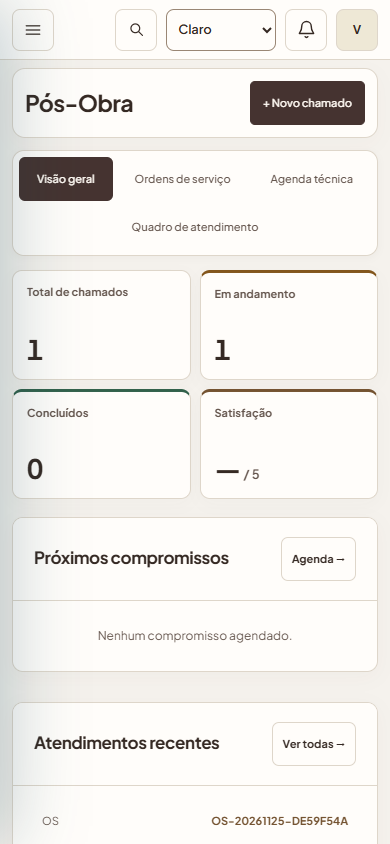 Claro
V
Pós-Obra
+ Novo chamado
Visão geral
Ordens de serviço
Agenda técnica
Quadro de atendimento
Total de chamados
Em andamento
1
1
Concluídos
Satisfação
0
— / 5
Próximos compromissos
Agenda →
Nenhum compromisso agendado.
Atendimentos recentes
Ver todas →
OS
OS-20261125-DE59F54A